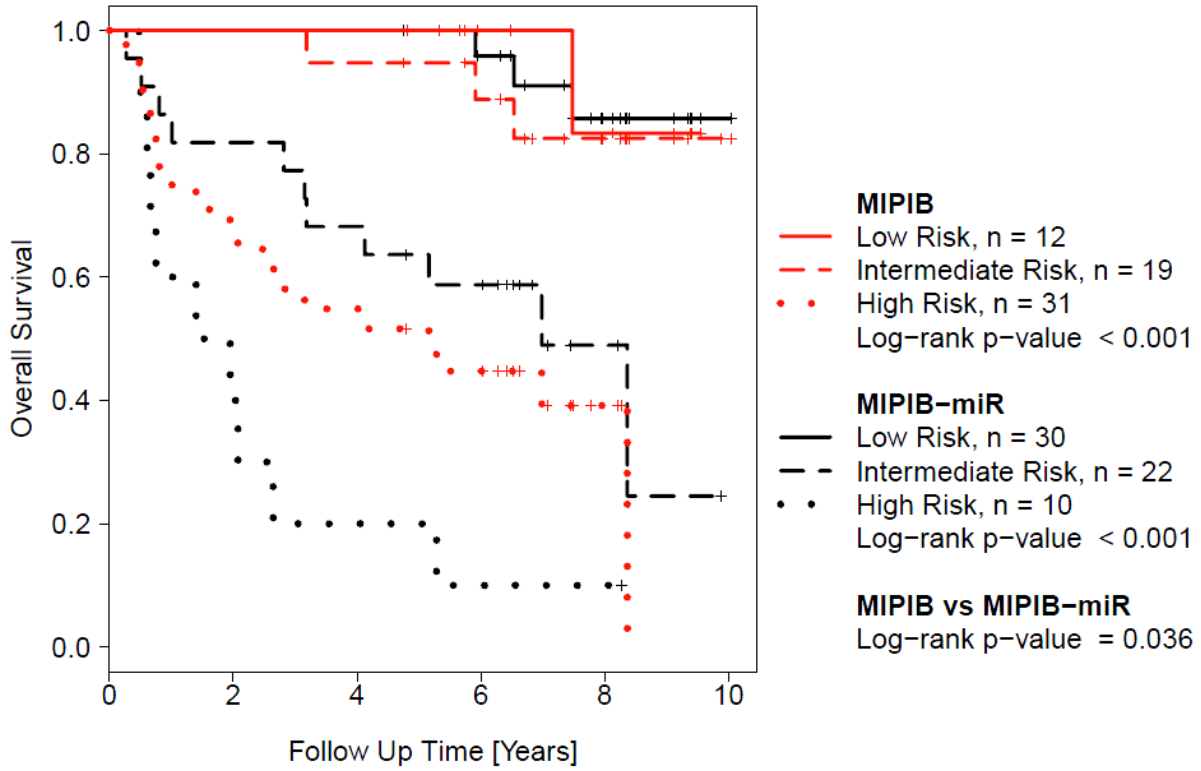 1.0
0.8
0.6
0.4
0.2
0.0
Overall Survival
0 2 4 6 8 10
Follow Up Time [Years]
MIPIB
Low Risk, n = 12
Intermediate Risk, n = 19
High Risk, n = 31
Log−rank p−value < 0.001
MIPIB−miR
Low Risk, n = 30
Intermediate Risk, n = 22
High Risk, n = 10
Log−rank p−value < 0.001
MIPIB vs MIPIB−miR
Log−rank p−value = 0.036